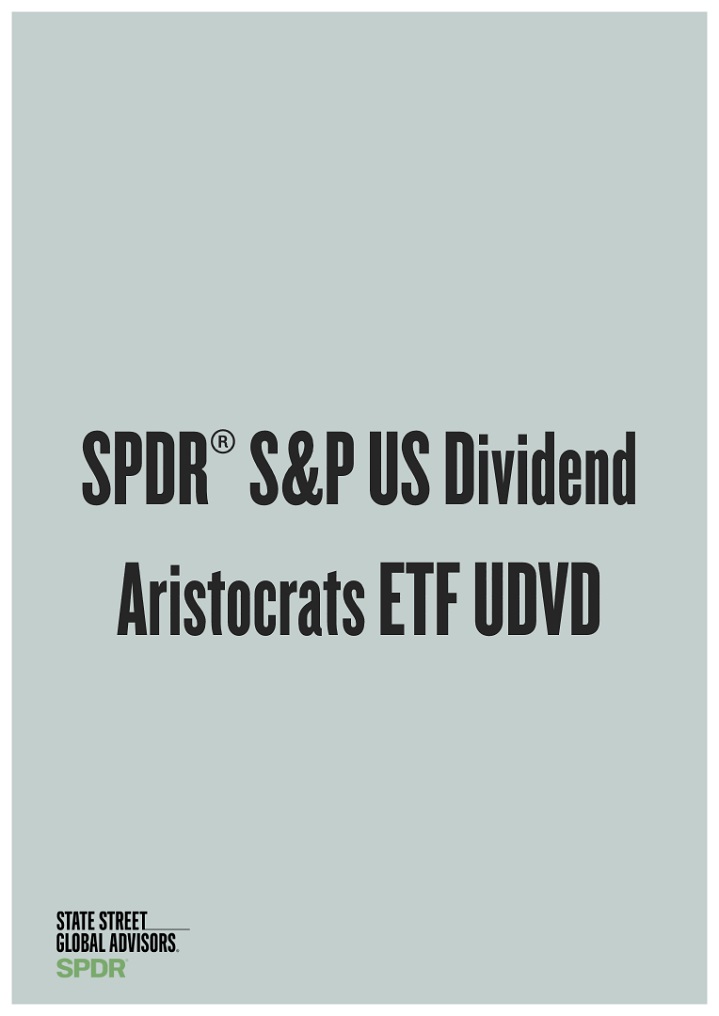 SPDR® S&P US Dividend
Aristocrats ETF UDVD
STATE STREET
GLOBAL ADVISORS.
SPDR®